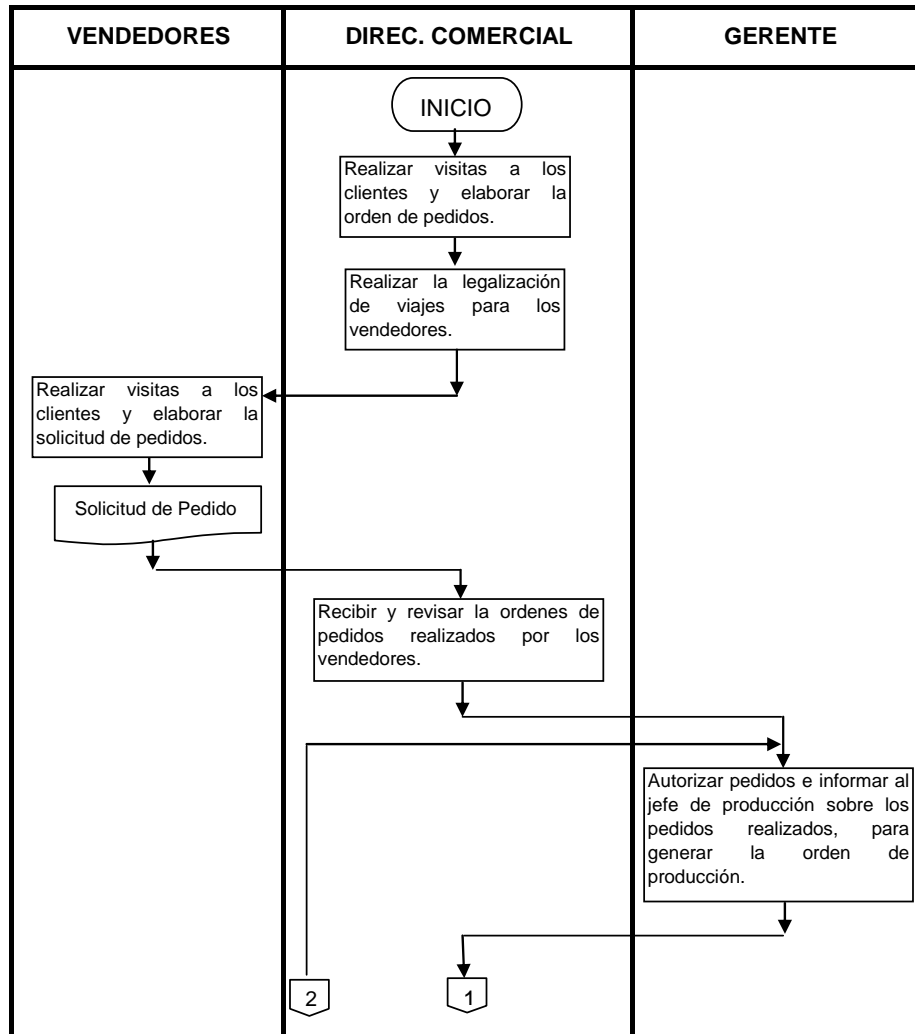 VENDEDORES
DIREC. COMERCIAL
GERENTE
INICIO
Realizar visitas a los
clientes y elaborar la
orden de pedidos.
Realizar la legalización
de viajes para los
vendedores.
Realizar visitas a los
clientes y elaborar la
solicitud de pedidos.
Solicitud de Pedido
Recibir y revisar la ordenes de
pedidos realizados por los
vendedores.
Autorizar pedidos e informar al
jefe de producción sobre los
pedidos realizados, para
generar la orden de
producción.
2
1